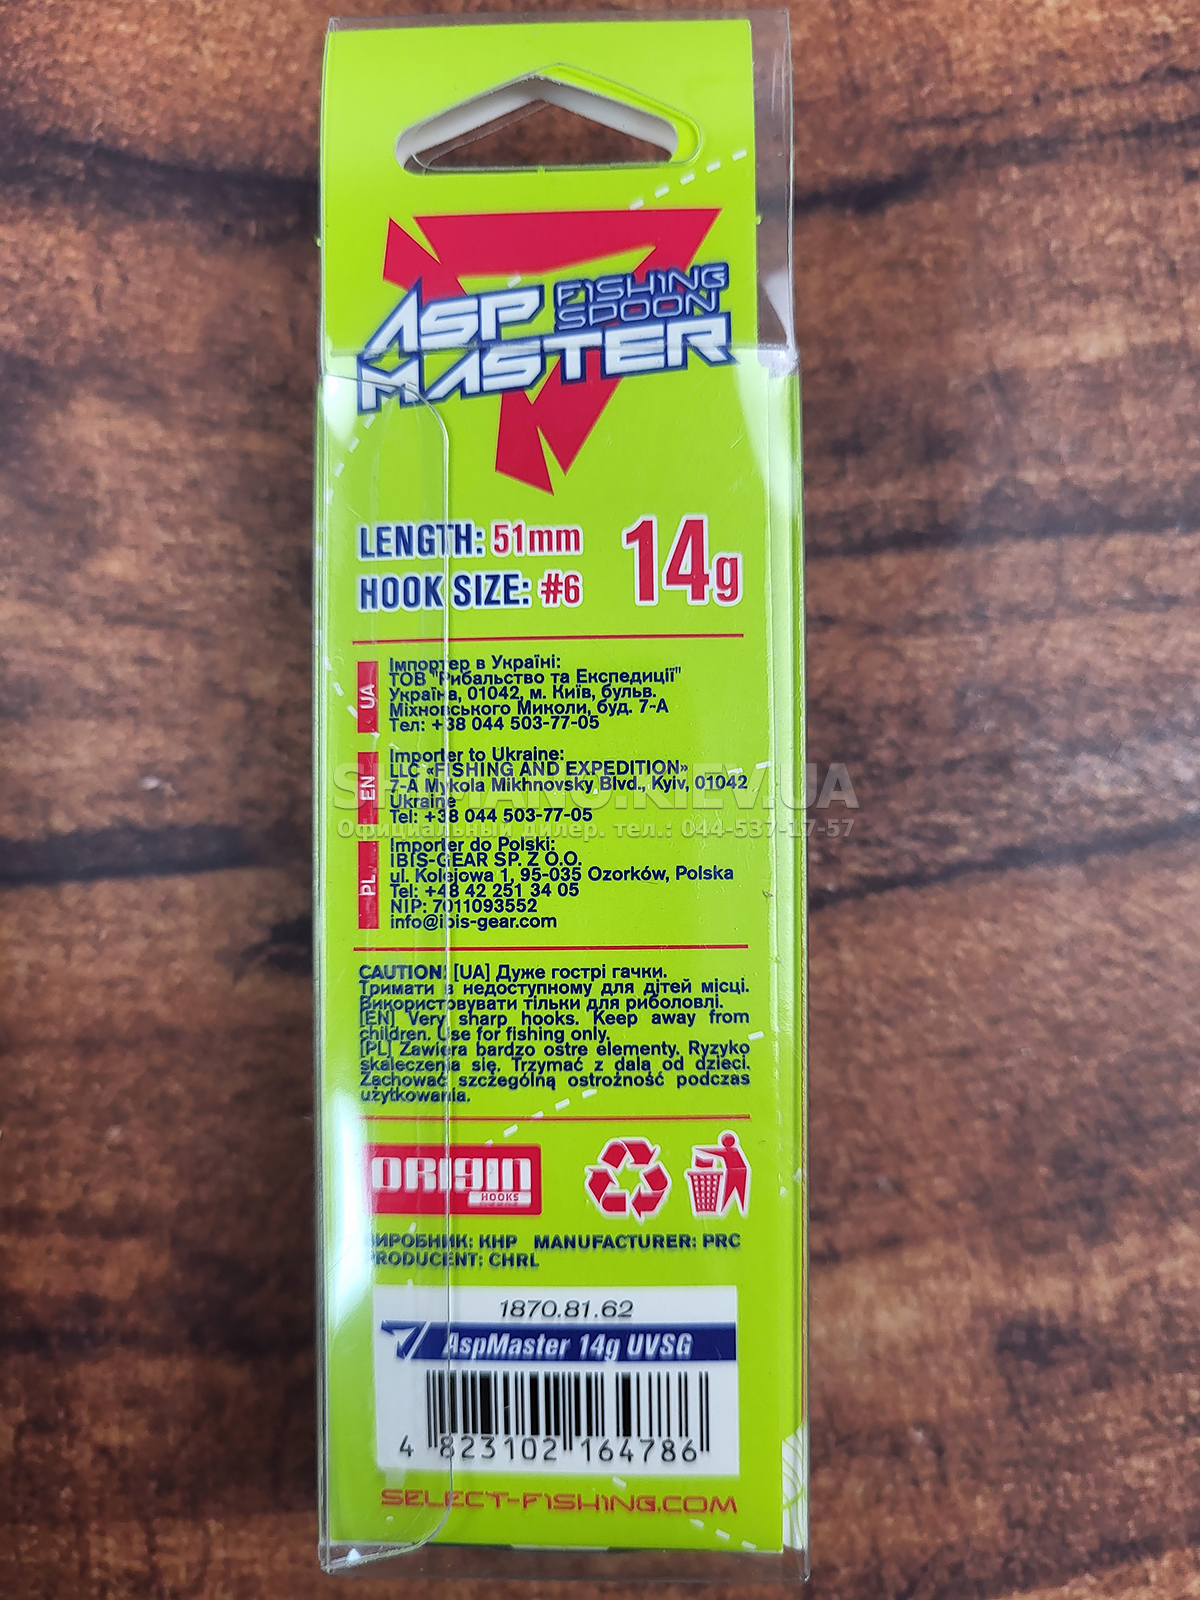 ASP FISHING
SPOON
MASTER
LENGTH: 51mm
HOOK SIZE: #6
14g
UA
Імпортер в Україні:
ТОВ "Рибальство та Експедиції"
Україна, 01042, м. Київ, бульв.
Міхновського Миколи, буд. 7-А
Тел: +38 044 503-77-05
EN
Importer to Ukraine:
LLC «FISHING AND EXPEDITION»
7-A Mykola Mikhnovsky Blvd., Kyiv, 01042
Ukraine
Tel: +38 044 503-77-05
SHIMANO.KIEV.UA
Официальный дилер. тел.: 044-537-17-57
PL
Importer do Polski:
IBIS-GEAR SP. Z O.O.
ul. Kolejowa 1, 95-035 Ozorków, Polska
Tel: +48 42 251 34 05
NIP: 7011093552
info@ibis-gear.com
CAUTION: [UA] Дуже гострі гачки.
Тримати в недоступному для дітей місці.
Використовувати тільки для риболовлі.
[EN] Very sharp hooks. Keep away from
children. Use for fishing only.
[PL] Zawiera bardzo ostre elementy. Ryzyko
skaleczenia się. Trzymać z dala od dzieci.
Zachować szczególną ostrożność podczas
użytkowania.
ORIGIN
HOOKS
ВИРОБНИК: КНР MANUFACTURER: PRC
PRODUCENT: CHRL
1870.81.62
AspMaster 14g UVSG
4 823102 164786
SELECT-FISHING.COM